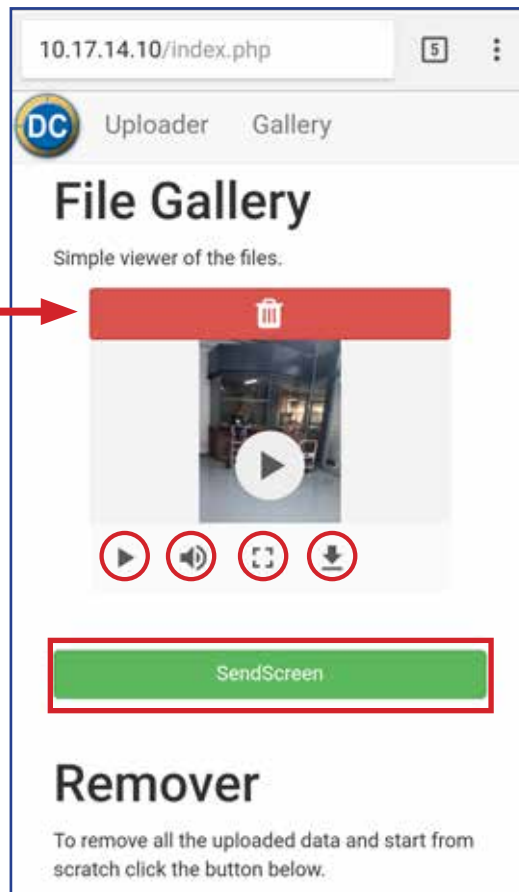 10.17.14.10/index.php
5
DC
Uploader Gallery
File Gallery
Simple viewer of the files.
SendScreen
Remover
To remove all the uploaded data and start from
scratch click the button below.